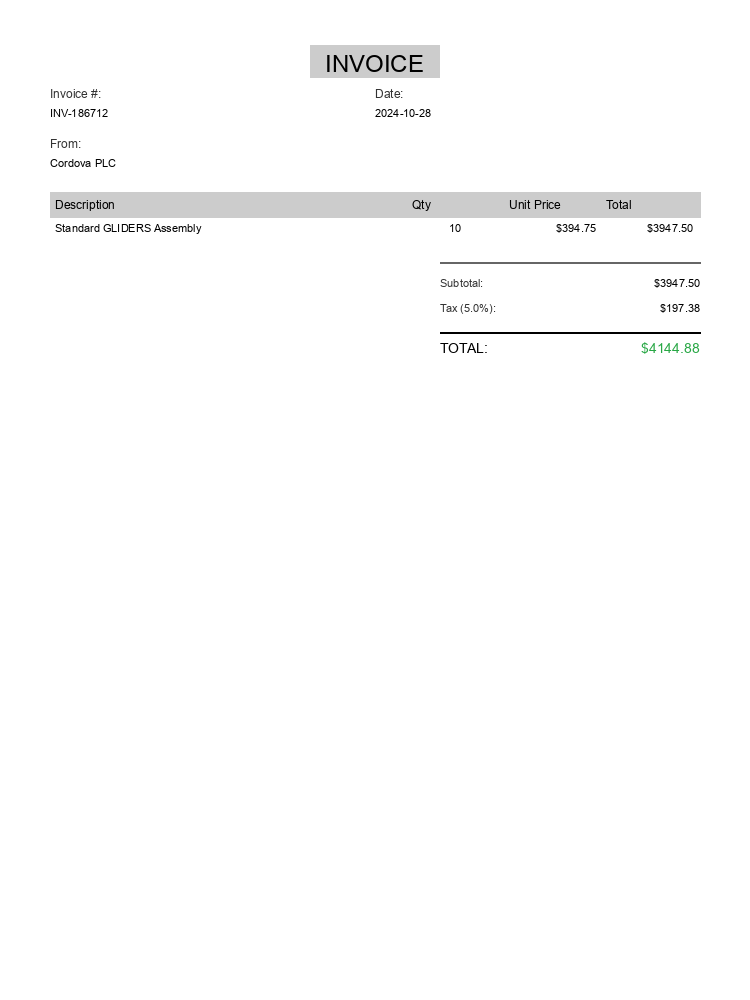 INVOICE
Invoice #: Date:
INV-186712 2024-10-28
From:
Cordova PLC
Description Qty Unit Price Total
Standard GLIDERS Assembly 10 $394.75 $3947.50
Subtotal: $3947.50
Tax (5.0%): $197.38
TOTAL: $4144.88